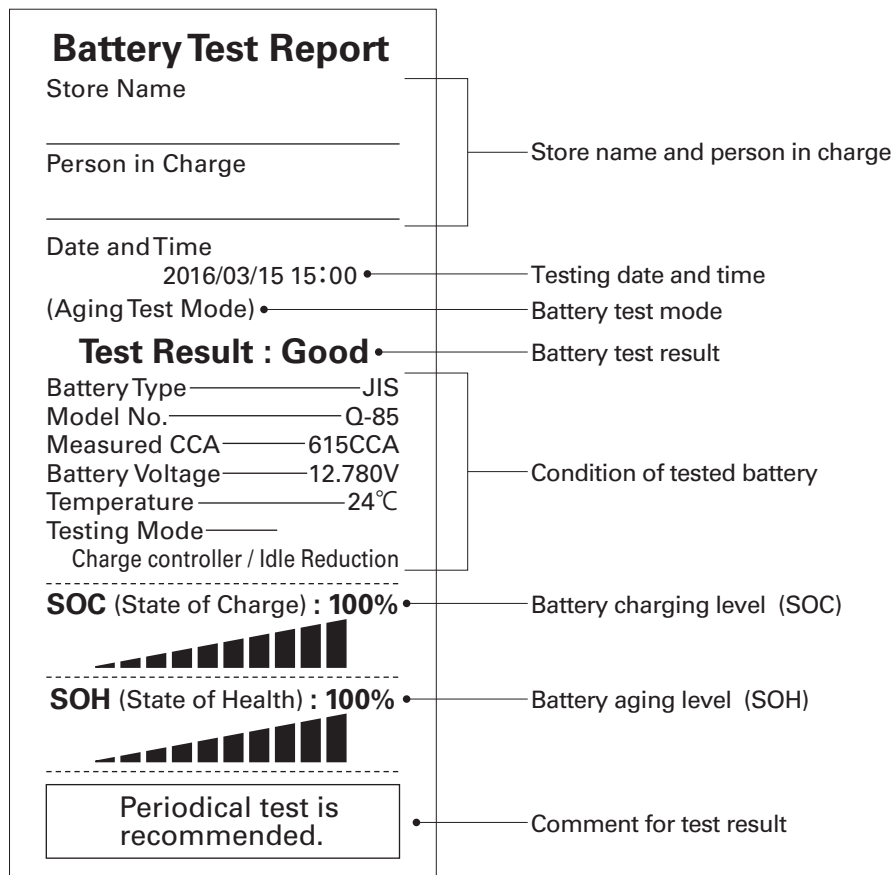 Battery Test Report
Store Name
Person in Charge
Store name and person in charge
Date and Time
2016/03/15 15:00
Testing date and time
(Aging Test Mode)
Battery test mode
Test Result : Good
Battery test result
Battery Type JIS
Model No. Q-85
Measured CCA 615CCA
Battery Voltage 12.780V
Temperature 24℃
Testing Mode
Charge controller / Idle Reduction
Condition of tested battery
SOC (State of Charge) : 100%
Battery charging level (SOC)
SOH (State of Health) : 100%
Battery aging level (SOH)
Periodical test is
recommended.
Comment for test result